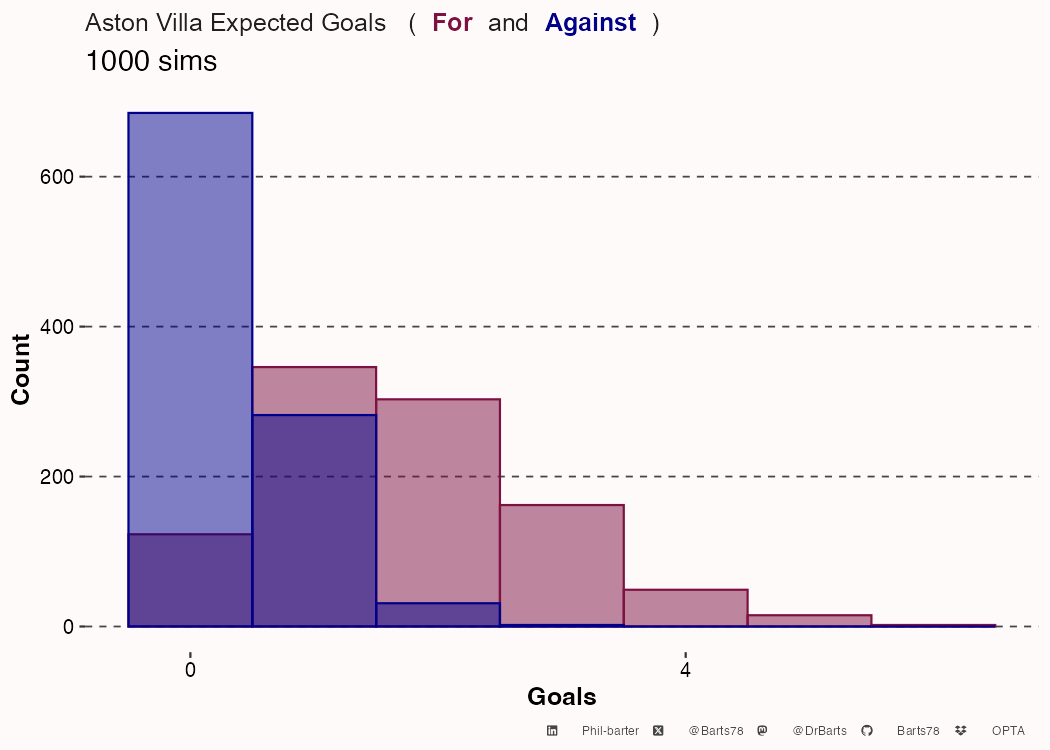 Aston Villa Expected Goals ( For and Against )
1000 sims
600
400
200
0
Count
0 4
Goals
Phil-barter @Barts78 @DrBarts Barts78 OPTA